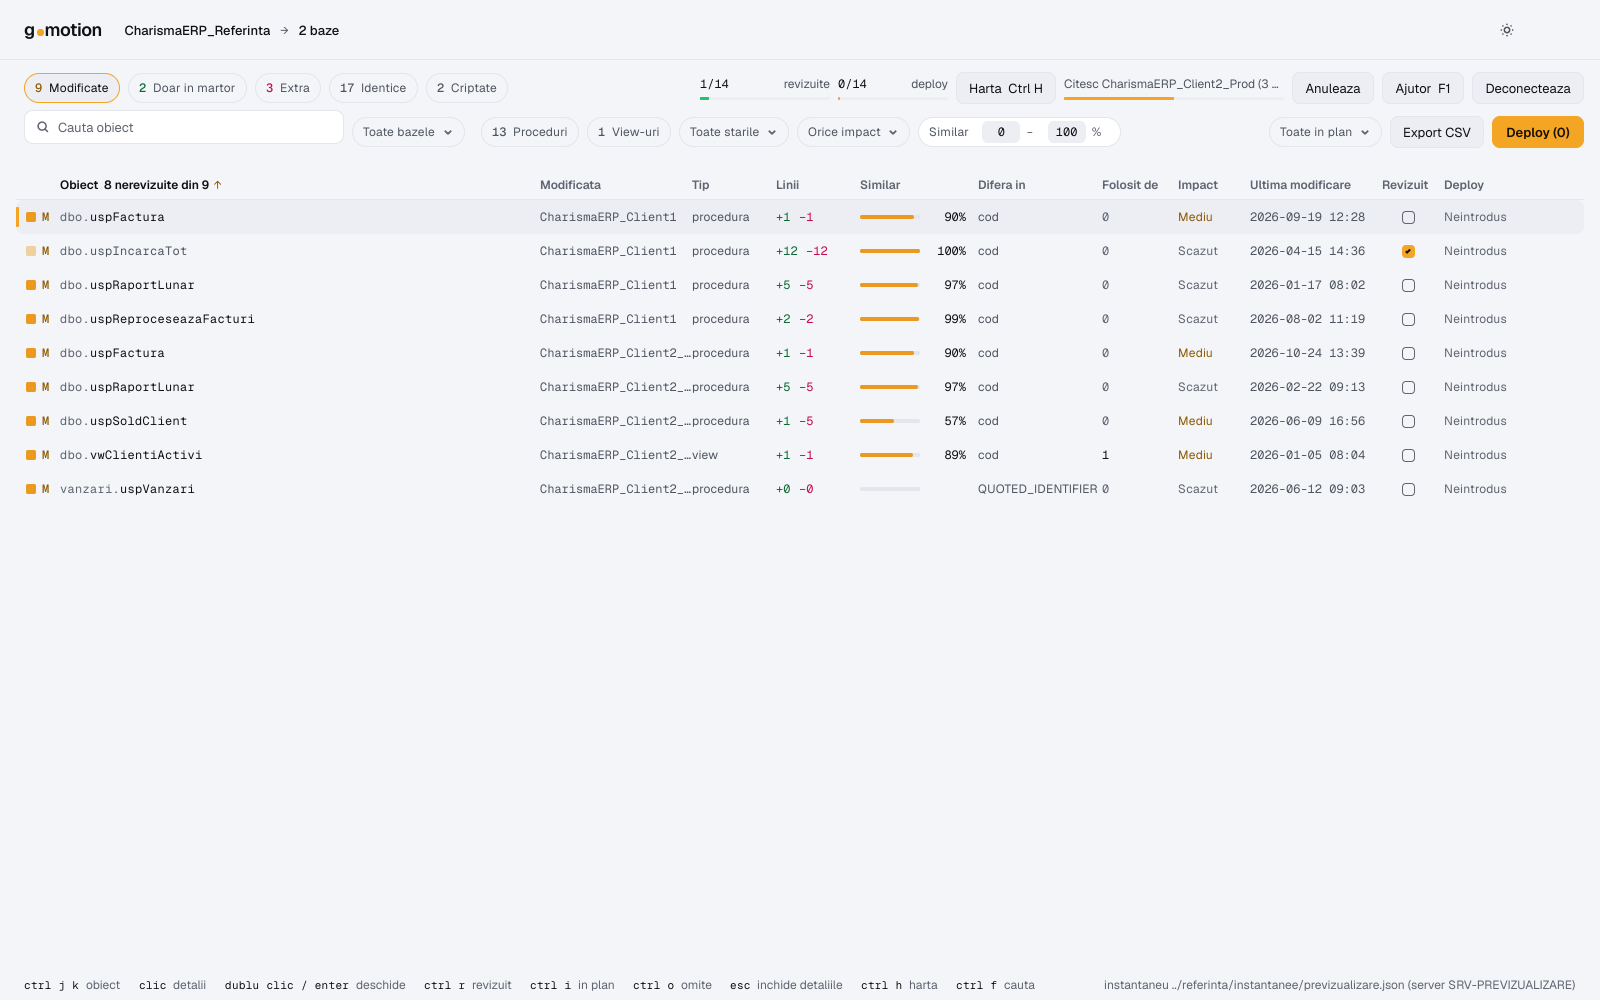 g motion CharismaERP_Referinta → 2 baze
9 Modificate 2 Doar in martor 3 Extra 17 Identice 2 Criptate 1/14 revizuite 0/14 deploy Harta Ctrl H Citesc CharismaERP_Client2_Prod (3 … Anuleaza Ajutor F1 Deconecteaza
Cauta obiect Toate bazele 13 Proceduri 1 View-uri Toate starile Orice impact Similar 0 – 100 % Toate in plan Export CSV Deploy (0)
Obiect 8 nerevizuite din 9 ↑ Modificata Tip Linii Similar Difera in Folosit de Impact Ultima modificare Revizuit Deploy
M dbo.uspFactura CharismaERP_Client1 procedura +1 −1 90% cod 0 Mediu 2026-09-19 12:28 Neintrodus
M dbo.uspIncarcaTot CharismaERP_Client1 procedura +12 −12 100% cod 0 Scazut 2026-04-15 14:36 Neintrodus
M dbo.uspRaportLunar CharismaERP_Client1 procedura +5 −5 97% cod 0 Scazut 2026-01-17 08:02 Neintrodus
M dbo.uspReproceseazaFacturi CharismaERP_Client1 procedura +2 −2 99% cod 0 Scazut 2026-08-02 11:19 Neintrodus
M dbo.uspFactura CharismaERP_Client2_… procedura +1 −1 90% cod 0 Mediu 2026-10-24 13:39 Neintrodus
M dbo.uspRaportLunar CharismaERP_Client2_… procedura +5 −5 97% cod 0 Scazut 2026-02-22 09:13 Neintrodus
M dbo.uspSoldClient CharismaERP_Client2_… procedura +1 −5 57% cod 0 Mediu 2026-06-09 16:56 Neintrodus
M dbo.vwClientiActivi CharismaERP_Client2_… view +1 −1 89% cod 1 Mediu 2026-01-05 08:04 Neintrodus
M vanzari.uspVanzari CharismaERP_Client2_… procedura +0 −0 QUOTED_IDENTIFIER 0 Scazut 2026-06-12 09:03 Neintrodus
ctrl j k obiect clic detalii dublu clic / enter deschide ctrl r revizuit ctrl i in plan ctrl o omite esc inchide detaliile ctrl h harta ctrl f cauta instantaneu ../referinta/instantanee/previzualizare.json (server SRV-PREVIZUALIZARE)